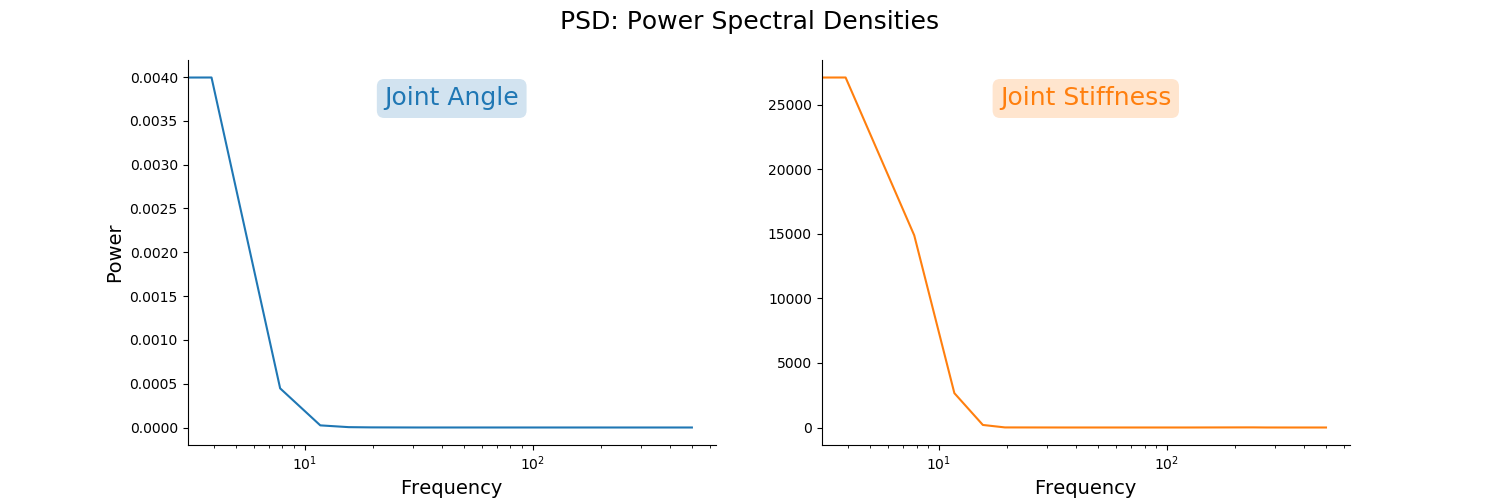 PSD: Power Spectral Densities
Joint Angle
Power
0.0040
0.0035
0.0030
0.0025
0.0020
0.0015
0.0010
0.0005
0.0000
10¹ 10²
Frequency
Joint Stiffness
25000
20000
15000
10000
5000
0
10¹ 10²
Frequency